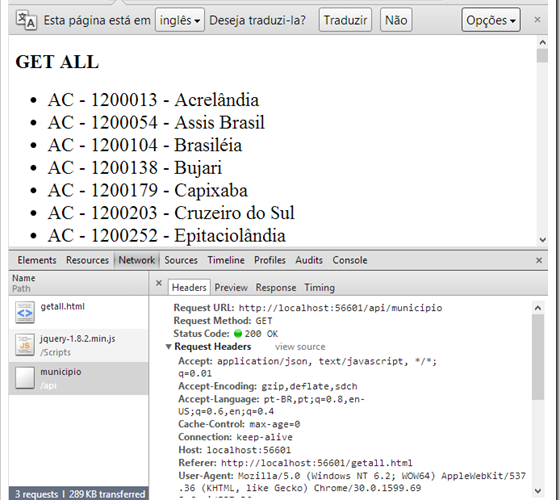 Esta página está em inglês Deseja traduzi-la? Traduzir Não Opções ×
GET ALL
• AC - 1200013 - Acrelândia
• AC - 1200054 - Assis Brasil
• AC - 1200104 - Brasiléia
• AC - 1200138 - Bujari
• AC - 1200179 - Capixaba
• AC - 1200203 - Cruzeiro do Sul
• AC - 1200252 - Epitaciolândia
Elements Resources Network Sources Timeline Profiles Audits Console ×
Name
Path
getall.html
jquery-1.8.2.min.js
/Scripts
municipio
/api
3 requests | 289 KB transferred
× Headers Preview Response Timing
Request URL: http://localhost:56601/api/municipio
Request Method: GET
Status Code: 200 OK
Request Headers view source
Accept: application/json, text/javascript, */*;
q=0.01
Accept-Encoding: gzip,deflate,sdch
Accept-Language: pt-BR,pt;q=0.8,en-
US;q=0.6,en;q=0.4
Cache-Control: max-age=0
Connection: keep-alive
Host: localhost:56601
Referer: http://localhost:56601/getall.html
User-Agent: Mozilla/5.0 (Windows NT 6.2; WOW64) AppleWebKit/537
.36 (KHTML, like Gecko) Chrome/30.0.1599.69